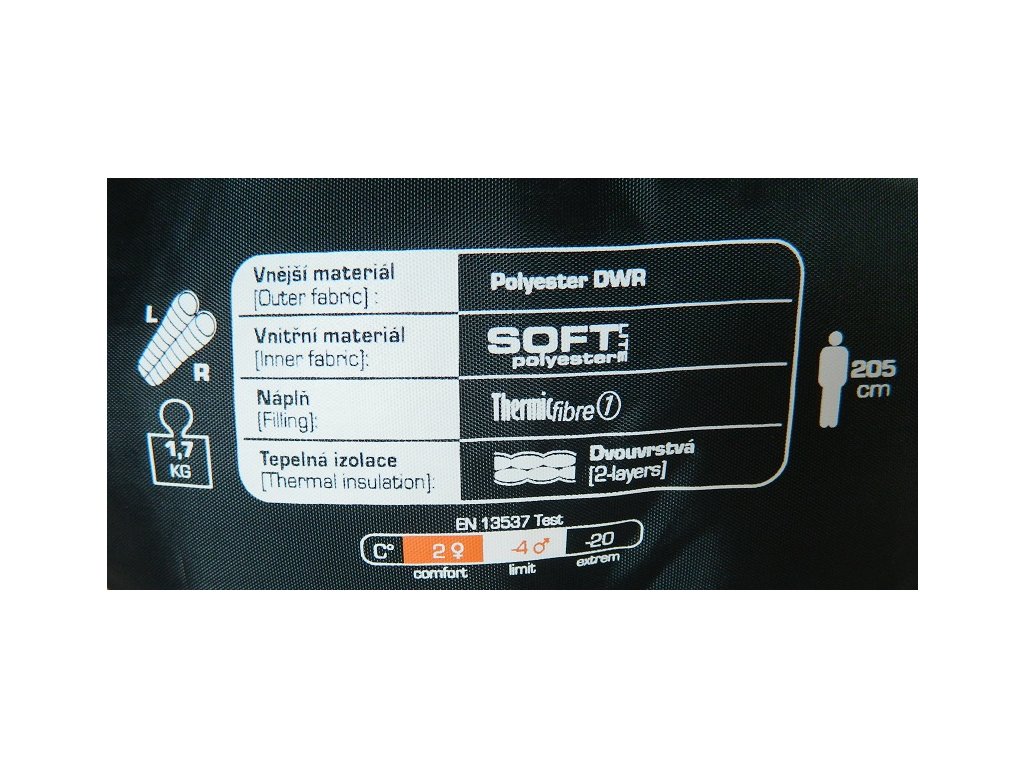 Vnější materiál
[Outer fabric] :
Polyester DWR
Vnitřní materiál
[Inner fabric]:
SOFT
polyester
Náplň
[Filling]:
Thermicfibre 1
Tepelná izolace
[Thermal insulation]:
Dvouvrstvá
[2-layers]
L
R
1,7
KG
205
cm
EN 13537 Test
C° 2 ♀ -4 ♂ -20
comfort limit extrem